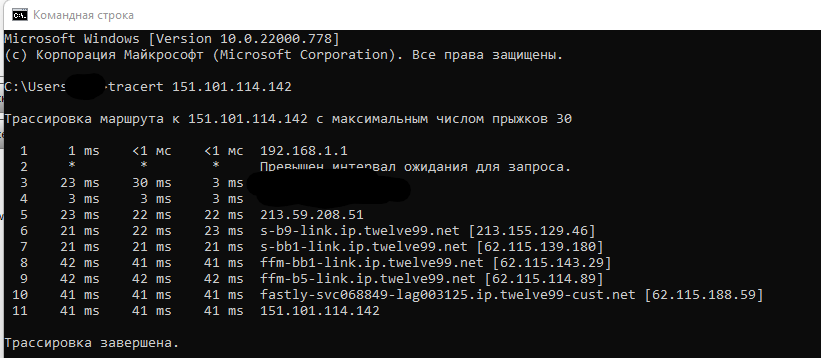 Командная строка
Microsoft Windows [Version 10.0.22000.778]
(c) Корпорация Майкрософт (Microsoft Corporation). Все права защищены.
C:\Users tracert 151.101.114.142
Трассировка маршрута к 151.101.114.142 с максимальным числом прыжков 30
1 1 ms <1 мс <1 мс 192.168.1.1
2 * * * Превышен интервал ожидания для запроса.
3 23 ms 30 ms 3 ms
4 3 ms 3 ms 3 ms
5 23 ms 22 ms 22 ms 213.59.208.51
6 21 ms 22 ms 23 ms s-b9-link.ip.twelve99.net [213.155.129.46]
7 21 ms 21 ms 21 ms s-bb1-link.ip.twelve99.net [62.115.139.180]
8 42 ms 41 ms 41 ms ffm-bb1-link.ip.twelve99.net [62.115.143.29]
9 42 ms 42 ms 42 ms ffm-b5-link.ip.twelve99.net [62.115.114.89]
10 41 ms 41 ms 41 ms fastly-svc068849-lag003125.ip.twelve99-cust.net [62.115.188.59]
11 41 ms 41 ms 41 ms 151.101.114.142
Трассировка завершена.